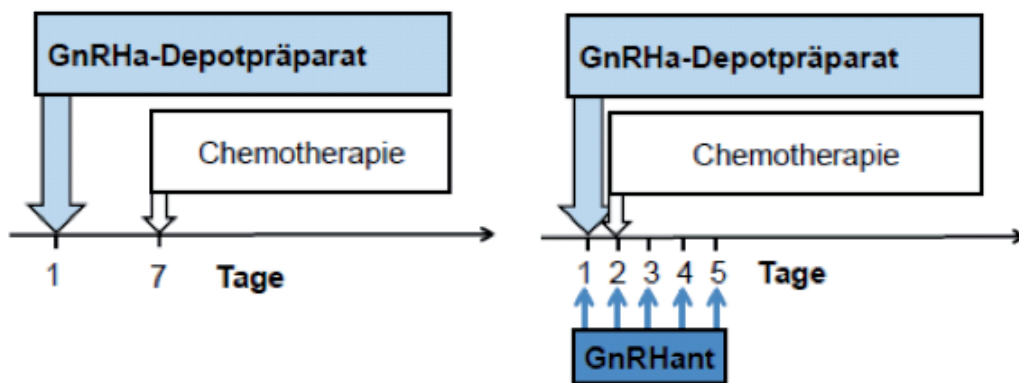 GnRHa-Depotpräparat
Chemotherapie
1 7 Tage
GnRHa-Depotpräparat
Chemotherapie
1 2 3 4 5 Tage
GnRHant